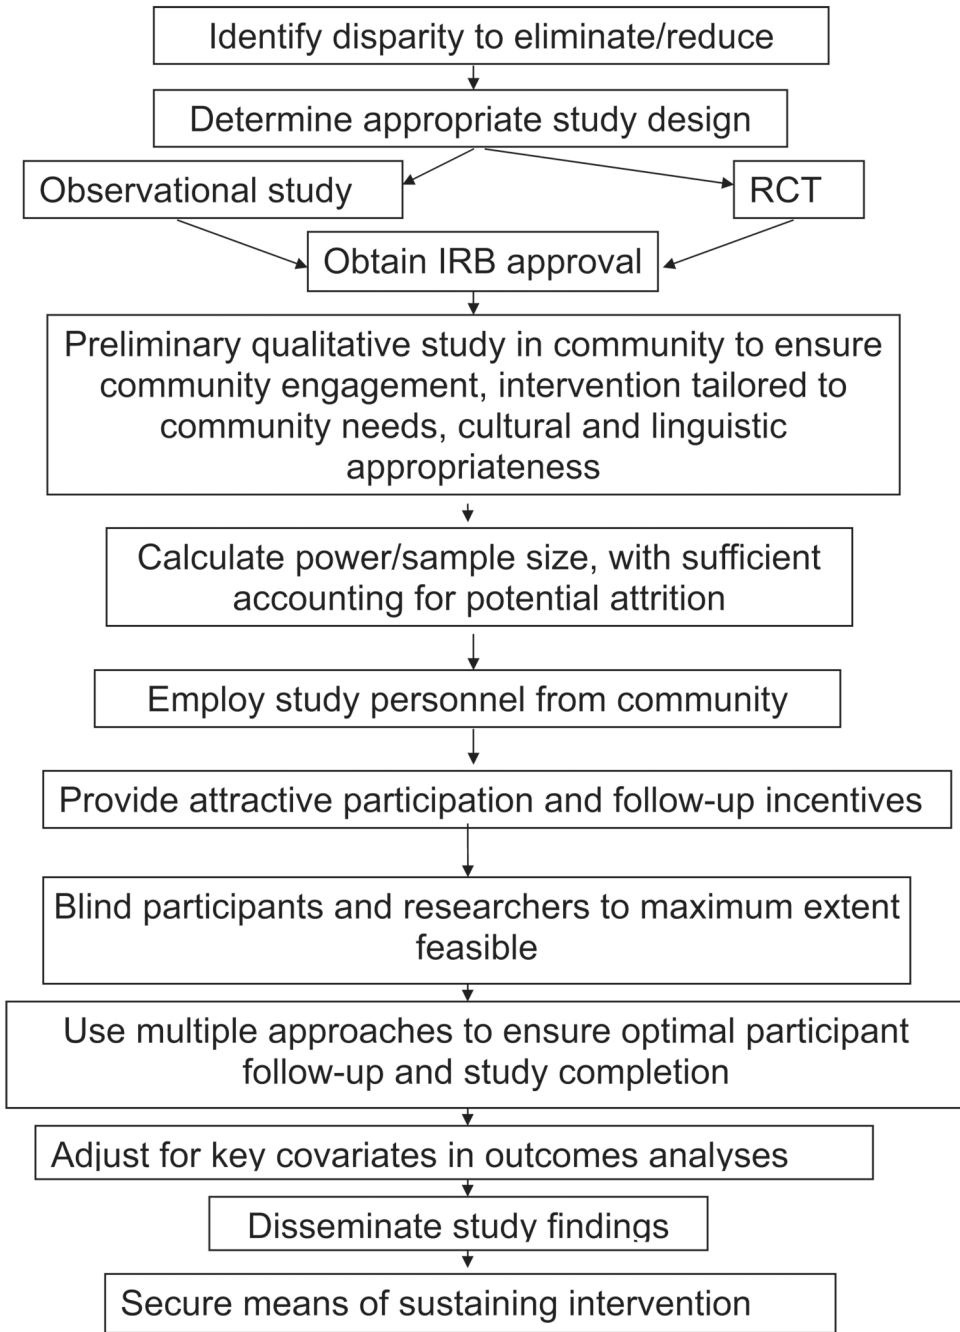 Identify disparity to eliminate/reduce
Determine appropriate study design
Observational study
RCT
Obtain IRB approval
Preliminary qualitative study in community to ensure
community engagement, intervention tailored to
community needs, cultural and linguistic
appropriateness
Calculate power/sample size, with sufficient
accounting for potential attrition
Employ study personnel from community
Provide attractive participation and follow-up incentives
Blind participants and researchers to maximum extent
feasible
Use multiple approaches to ensure optimal participant
follow-up and study completion
Adjust for key covariates in outcomes analyses
Disseminate study findings
Secure means of sustaining intervention